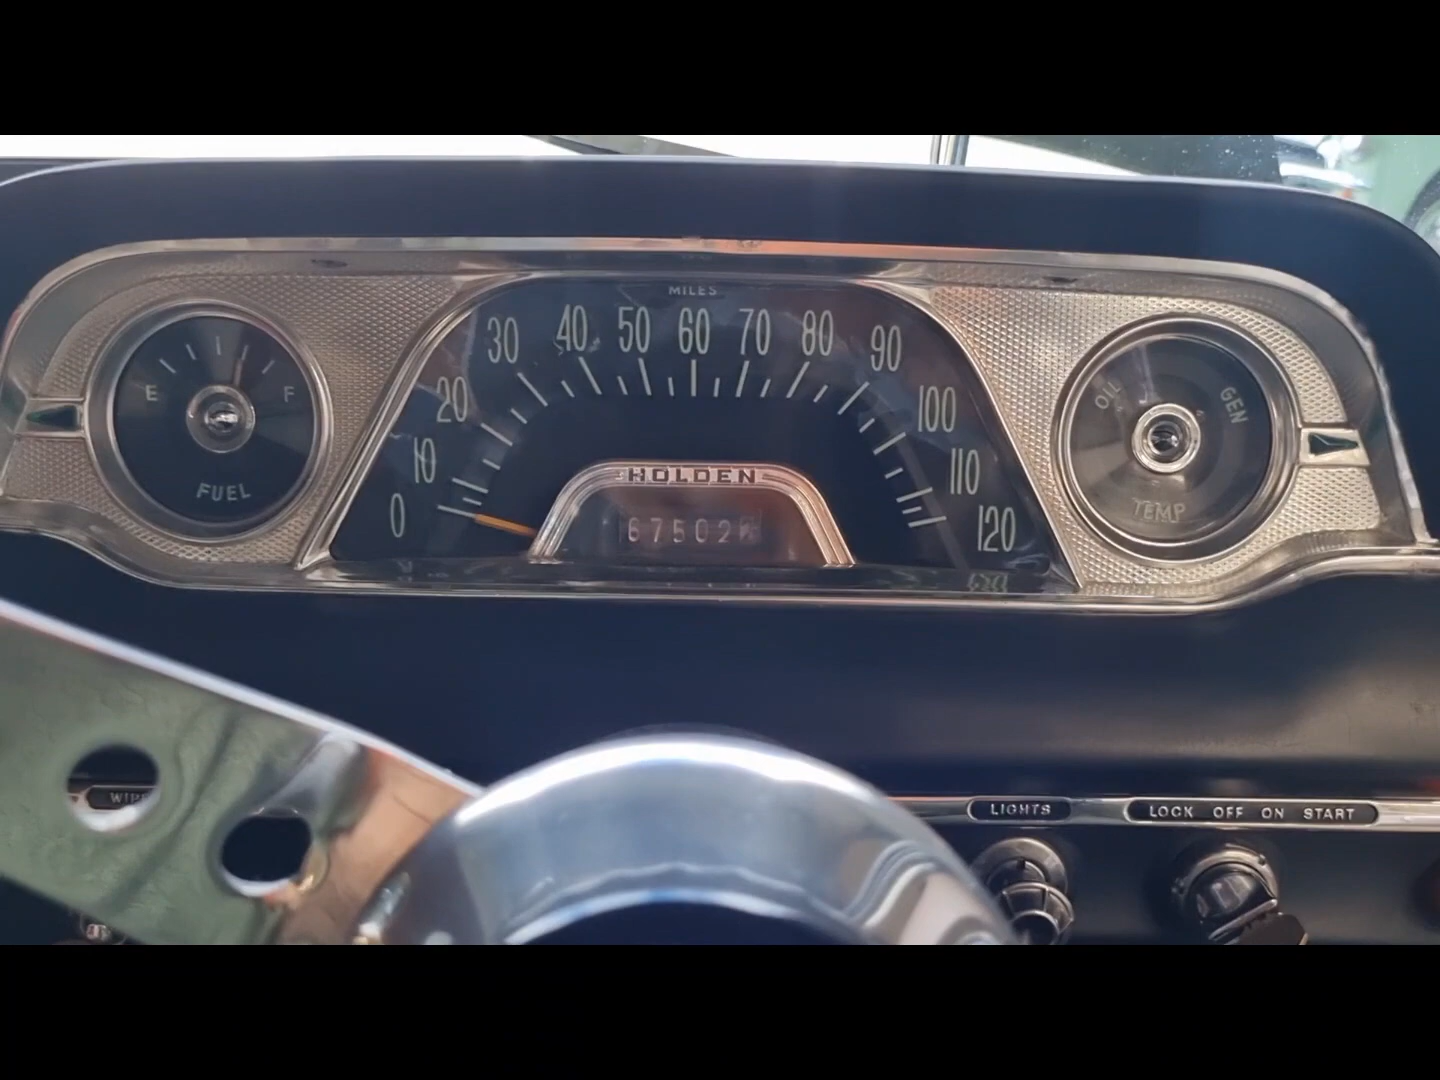 MILES
0 10 20 30 40 50 60 70 80 90 100 110 120
E F
FUEL
HOLDEN
67502
OIL GEN
TEMP
LIGHTS
LOCK OFF ON START